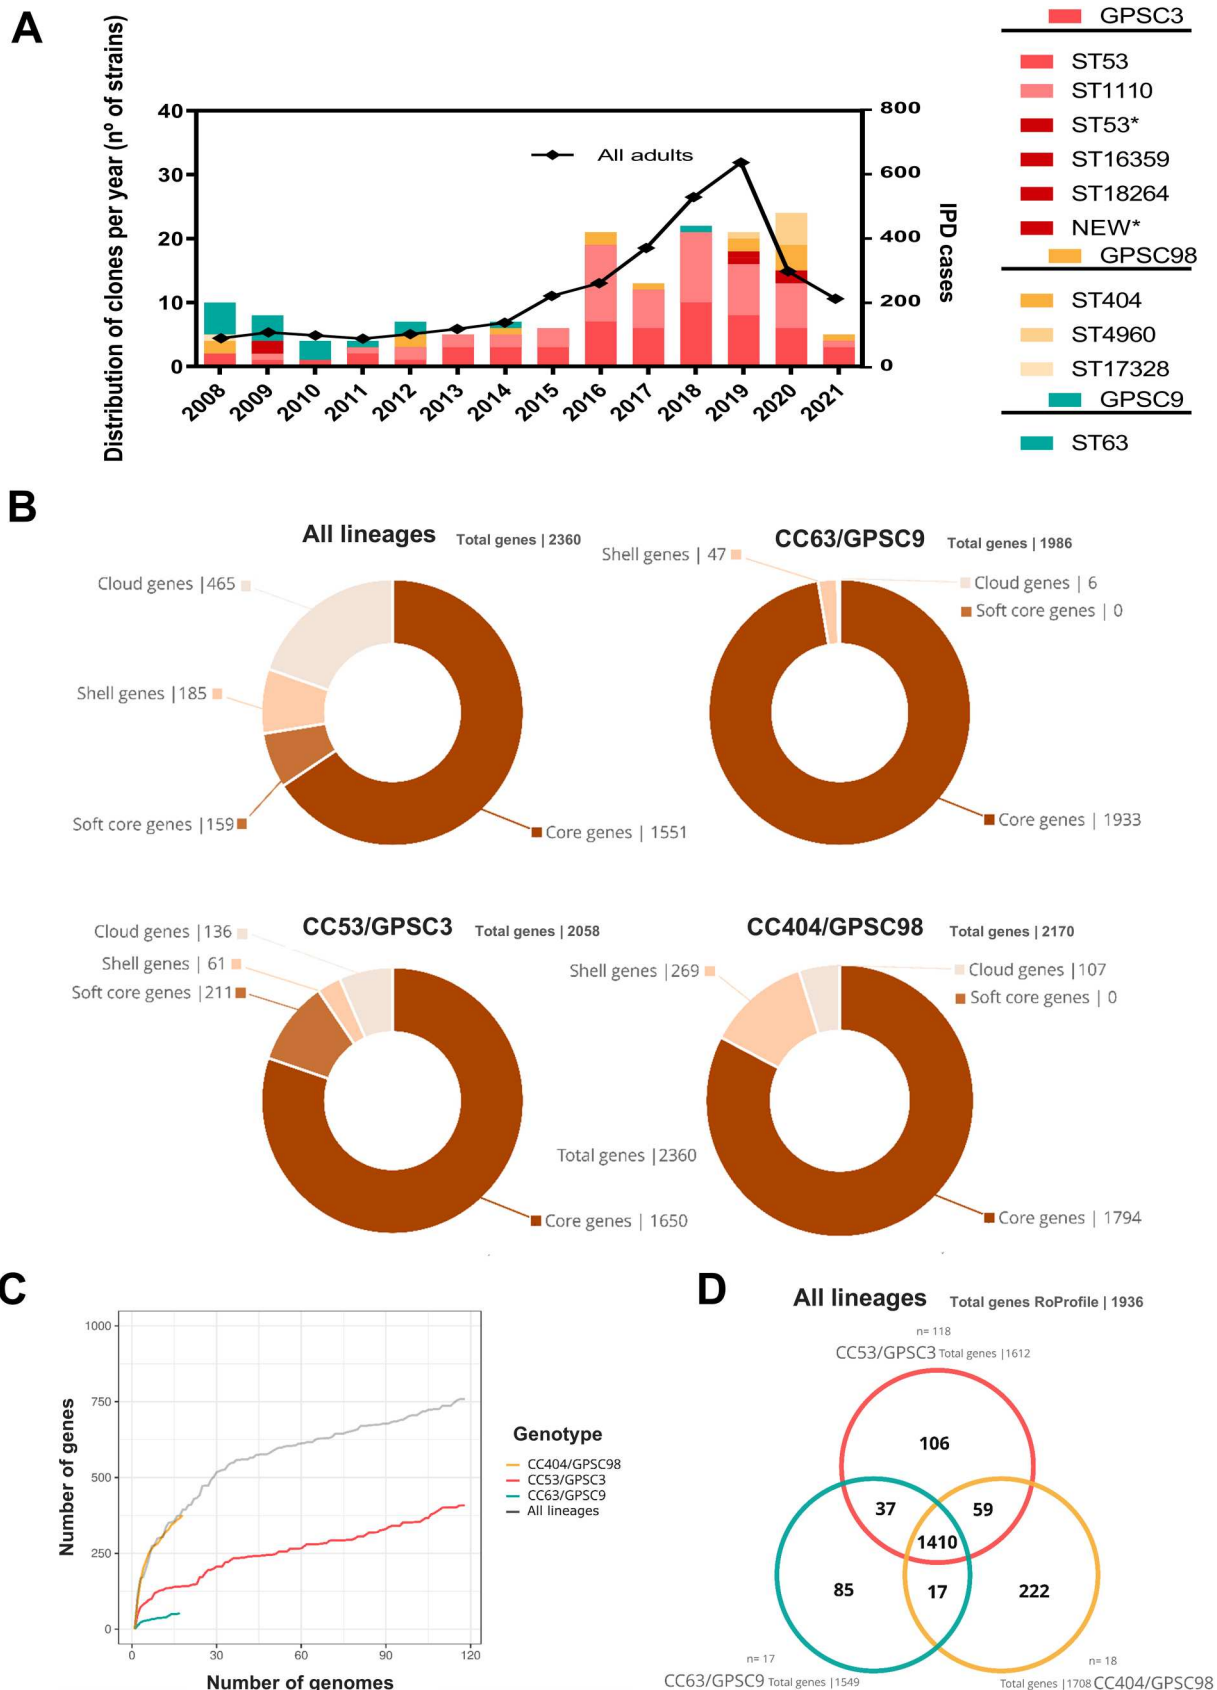 A
Distribution of clones per year (nº of strains)
40
30
20
10
0
All adults
800
600
400
200
0
IPD cases
2008
2009
2010
2011
2012
2013
2014
2015
2016
2017
2018
2019
2020
2021
GPSC3
ST53
ST1110
ST53*
ST16359
ST18264
NEW*
GPSC98
ST404
ST4960
ST17328
GPSC9
ST63
B
All lineages Total genes | 2360
Cloud genes |465
Shell genes |185
Soft core genes |159
Core genes | 1551
CC63/GPSC9 Total genes | 1986
Shell genes | 47
Cloud genes | 6
Soft core genes | 0
Core genes | 1933
CC53/GPSC3 Total genes | 2058
Cloud genes |136
Shell genes | 61
Soft core genes |211
Core genes | 1650
CC404/GPSC98 Total genes | 2170
Shell genes |269
Cloud genes |107
Soft core genes | 0
Total genes |2360
Core genes | 1794
C
Number of genes
1000
750
500
250
0
0
30
60
90
120
Number of genomes
Genotype
CC404/GPSC98
CC53/GPSC3
CC63/GPSC9
All lineages
D
All lineages Total genes RoProfile | 1936
n= 118
CC53/GPSC3 Total genes |1612
106
37
59
1410
85
17
222
n= 17
CC63/GPSC9 Total genes |1549
n= 18
Total genes |1708 CC404/GPSC98